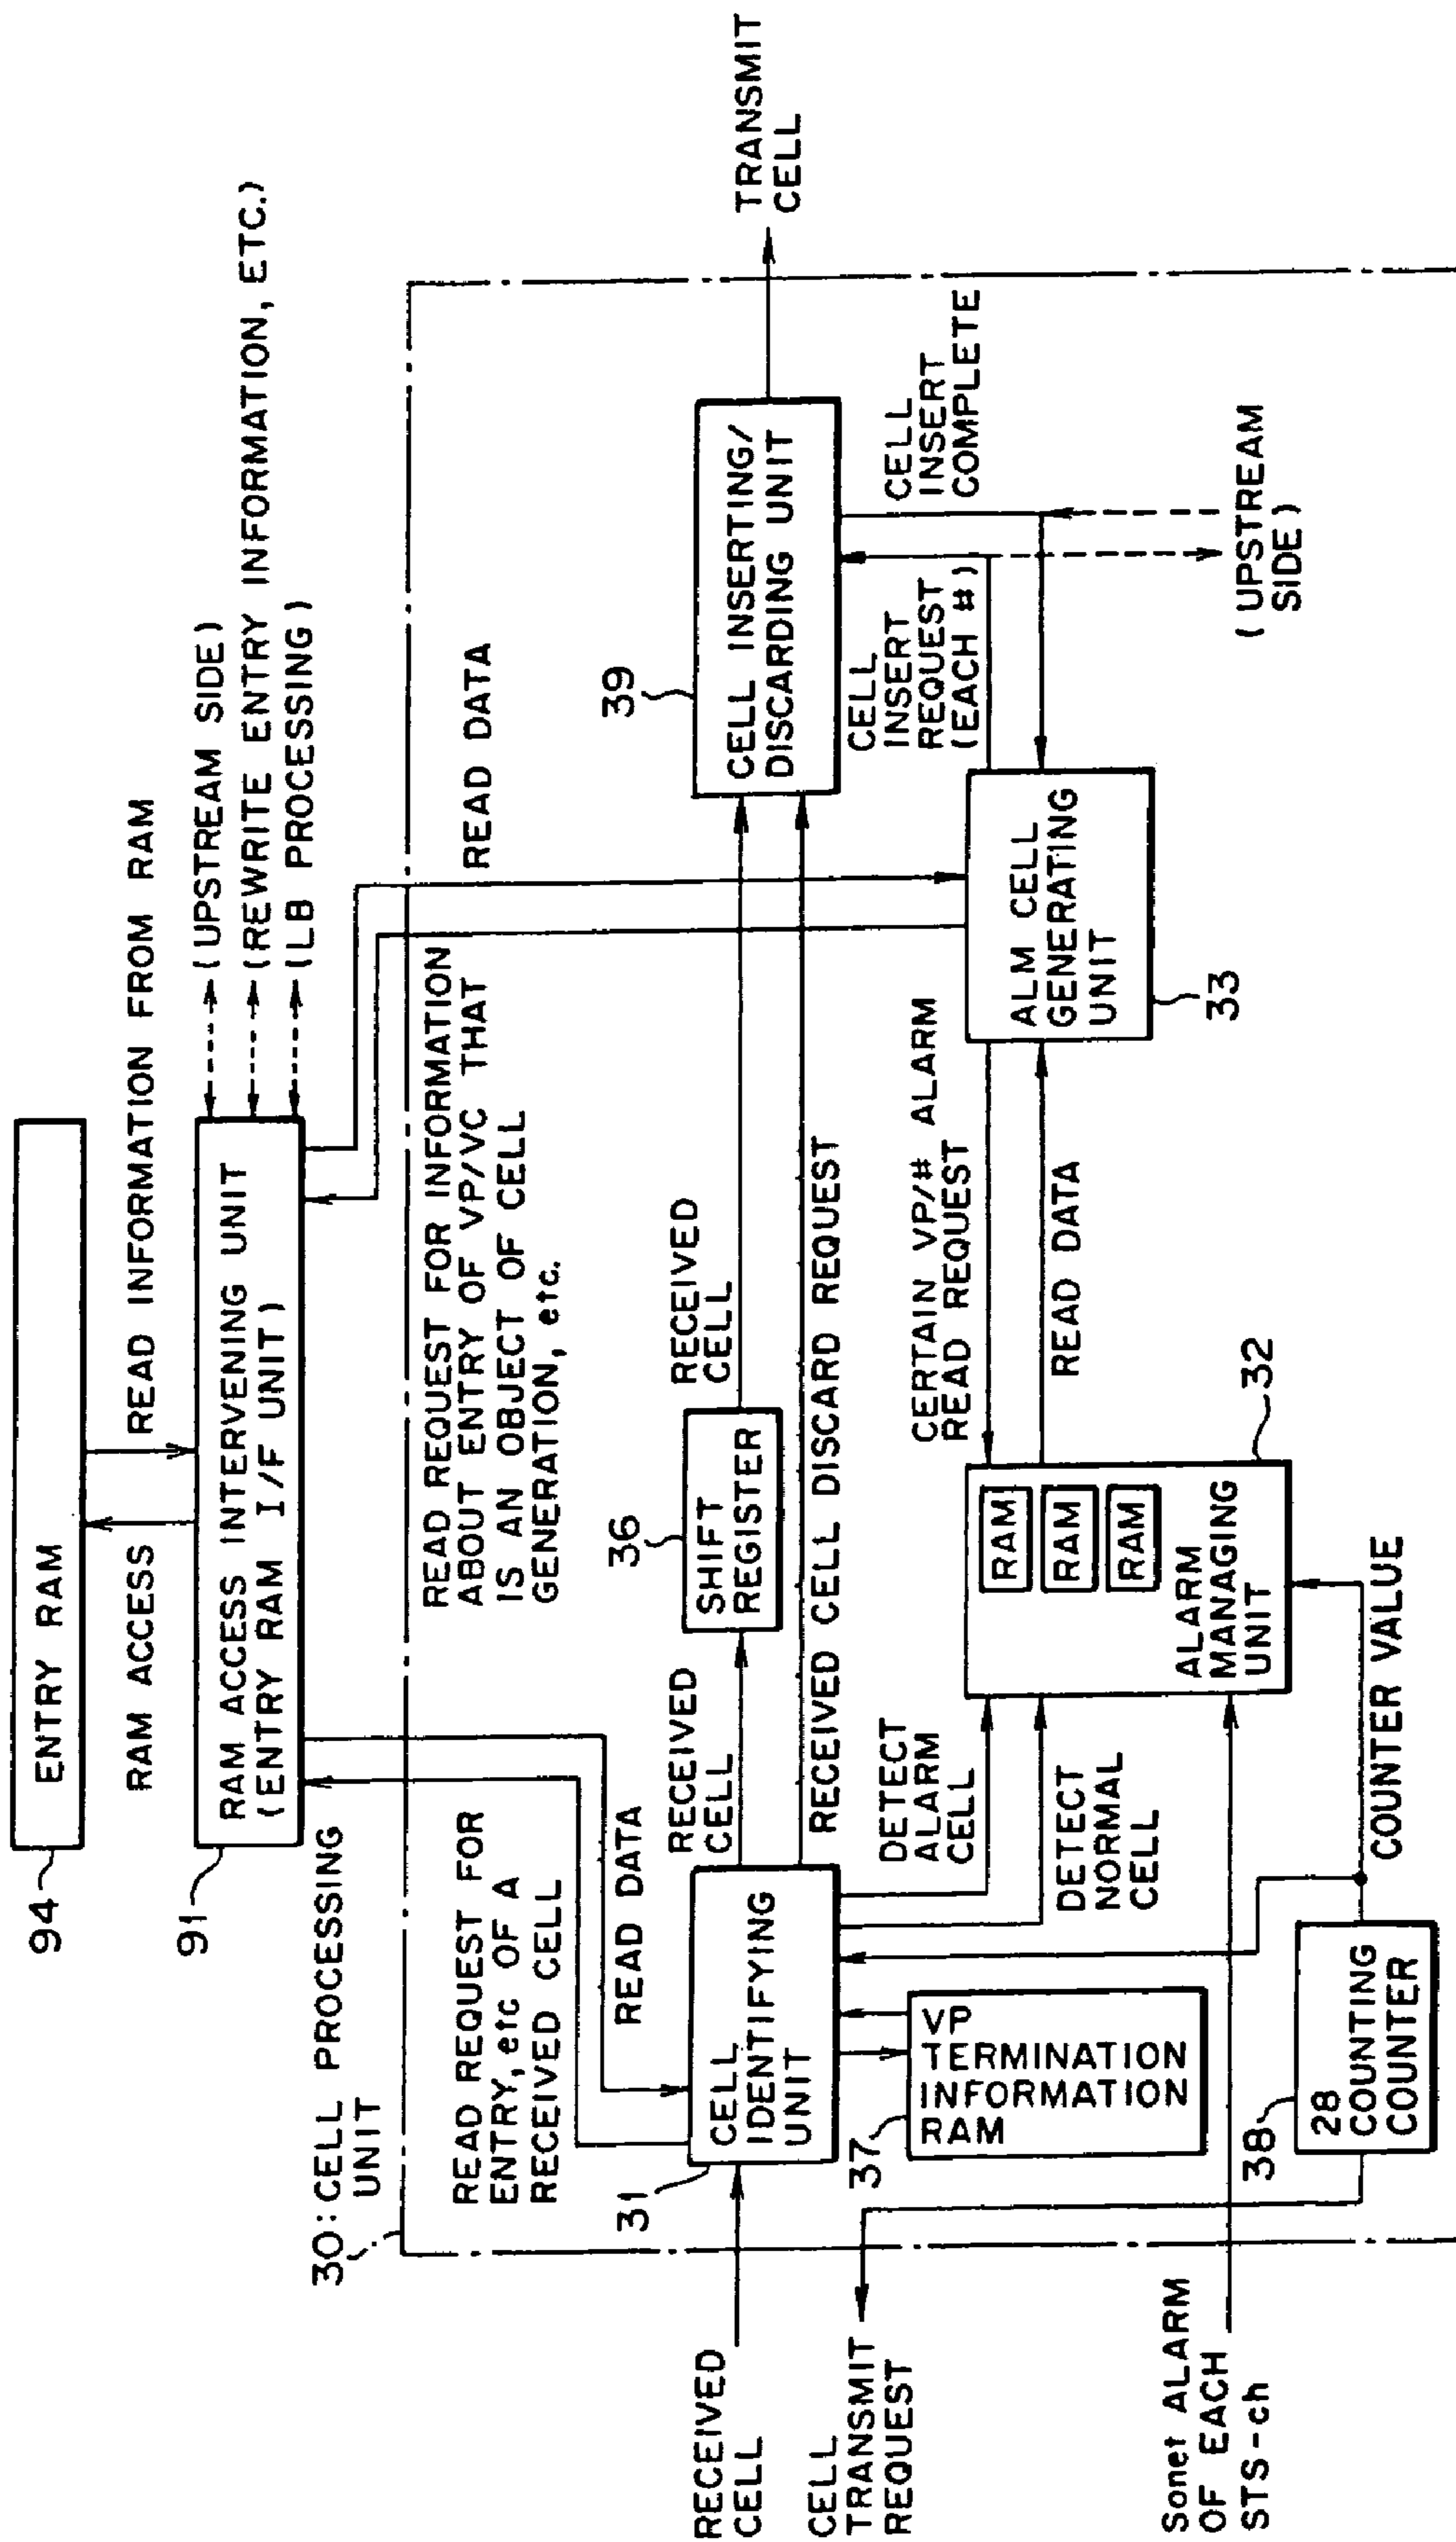 94
ENTRY RAM
RAM ACCESS
READ INFORMATION FROM RAM
91
RAM ACCESS INTERVENING UNIT
(ENTRY RAM I/F UNIT)
(UPSTREAM SIDE)
(REWRITE ENTRY INFORMATION, ETC.)
(LB PROCESSING)
30:CELL PROCESSING
UNIT
READ REQUEST FOR
ENTRY, etc OF A
RECEIVED CELL
READ DATA
READ REQUEST FOR INFORMATION
ABOUT ENTRY OF VP/VC THAT
IS AN OBJECT OF CELL
GENERATION, etc.
READ DATA
RECEIVED
CELL
31
CELL
IDENTIFYING
UNIT
RECEIVED
CELL
36
SHIFT
REGISTER
RECEIVED
CELL
39
CELL INSERTING/
DISCARDING UNIT
TRANSMIT
CELL
RECEIVED CELL DISCARD REQUEST
CELL
TRANSMIT
REQUEST
37
VP
TERMINATION
INFORMATION
RAM
DETECT
ALARM
CELL
DETECT
NORMAL
CELL
CERTAIN VP/# ALARM
READ REQUEST
READ DATA
CELL
INSERT
REQUEST
(EACH #)
CELL
INSERT
COMPLETE
RAM
RAM
RAM
ALARM
MANAGING
UNIT
32
ALM CELL
GENERATING
UNIT
33
(UPSTREAM
SIDE)
Sonet ALARM
OF EACH
STS-ch
38
28
COUNTING
COUNTER
COUNTER VALUE